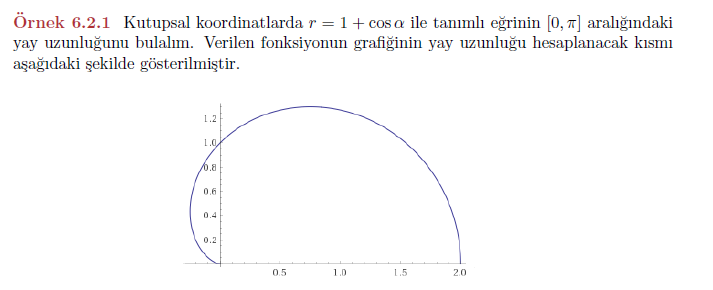 Örnek 6.2.1 Kutupsal koordinatlarda r = 1 + cos α ile tanımlı eğrinin [0, π] aralığındaki
yay uzunluğunu bulalım. Verilen fonksiyonun grafiğinin yay uzunluğu hesaplanacak kısmı
aşağıdaki şekilde gösterilmiştir.
1.2
1.0
0.8
0.6
0.4
0.2
0.5 1.0 1.5 2.0